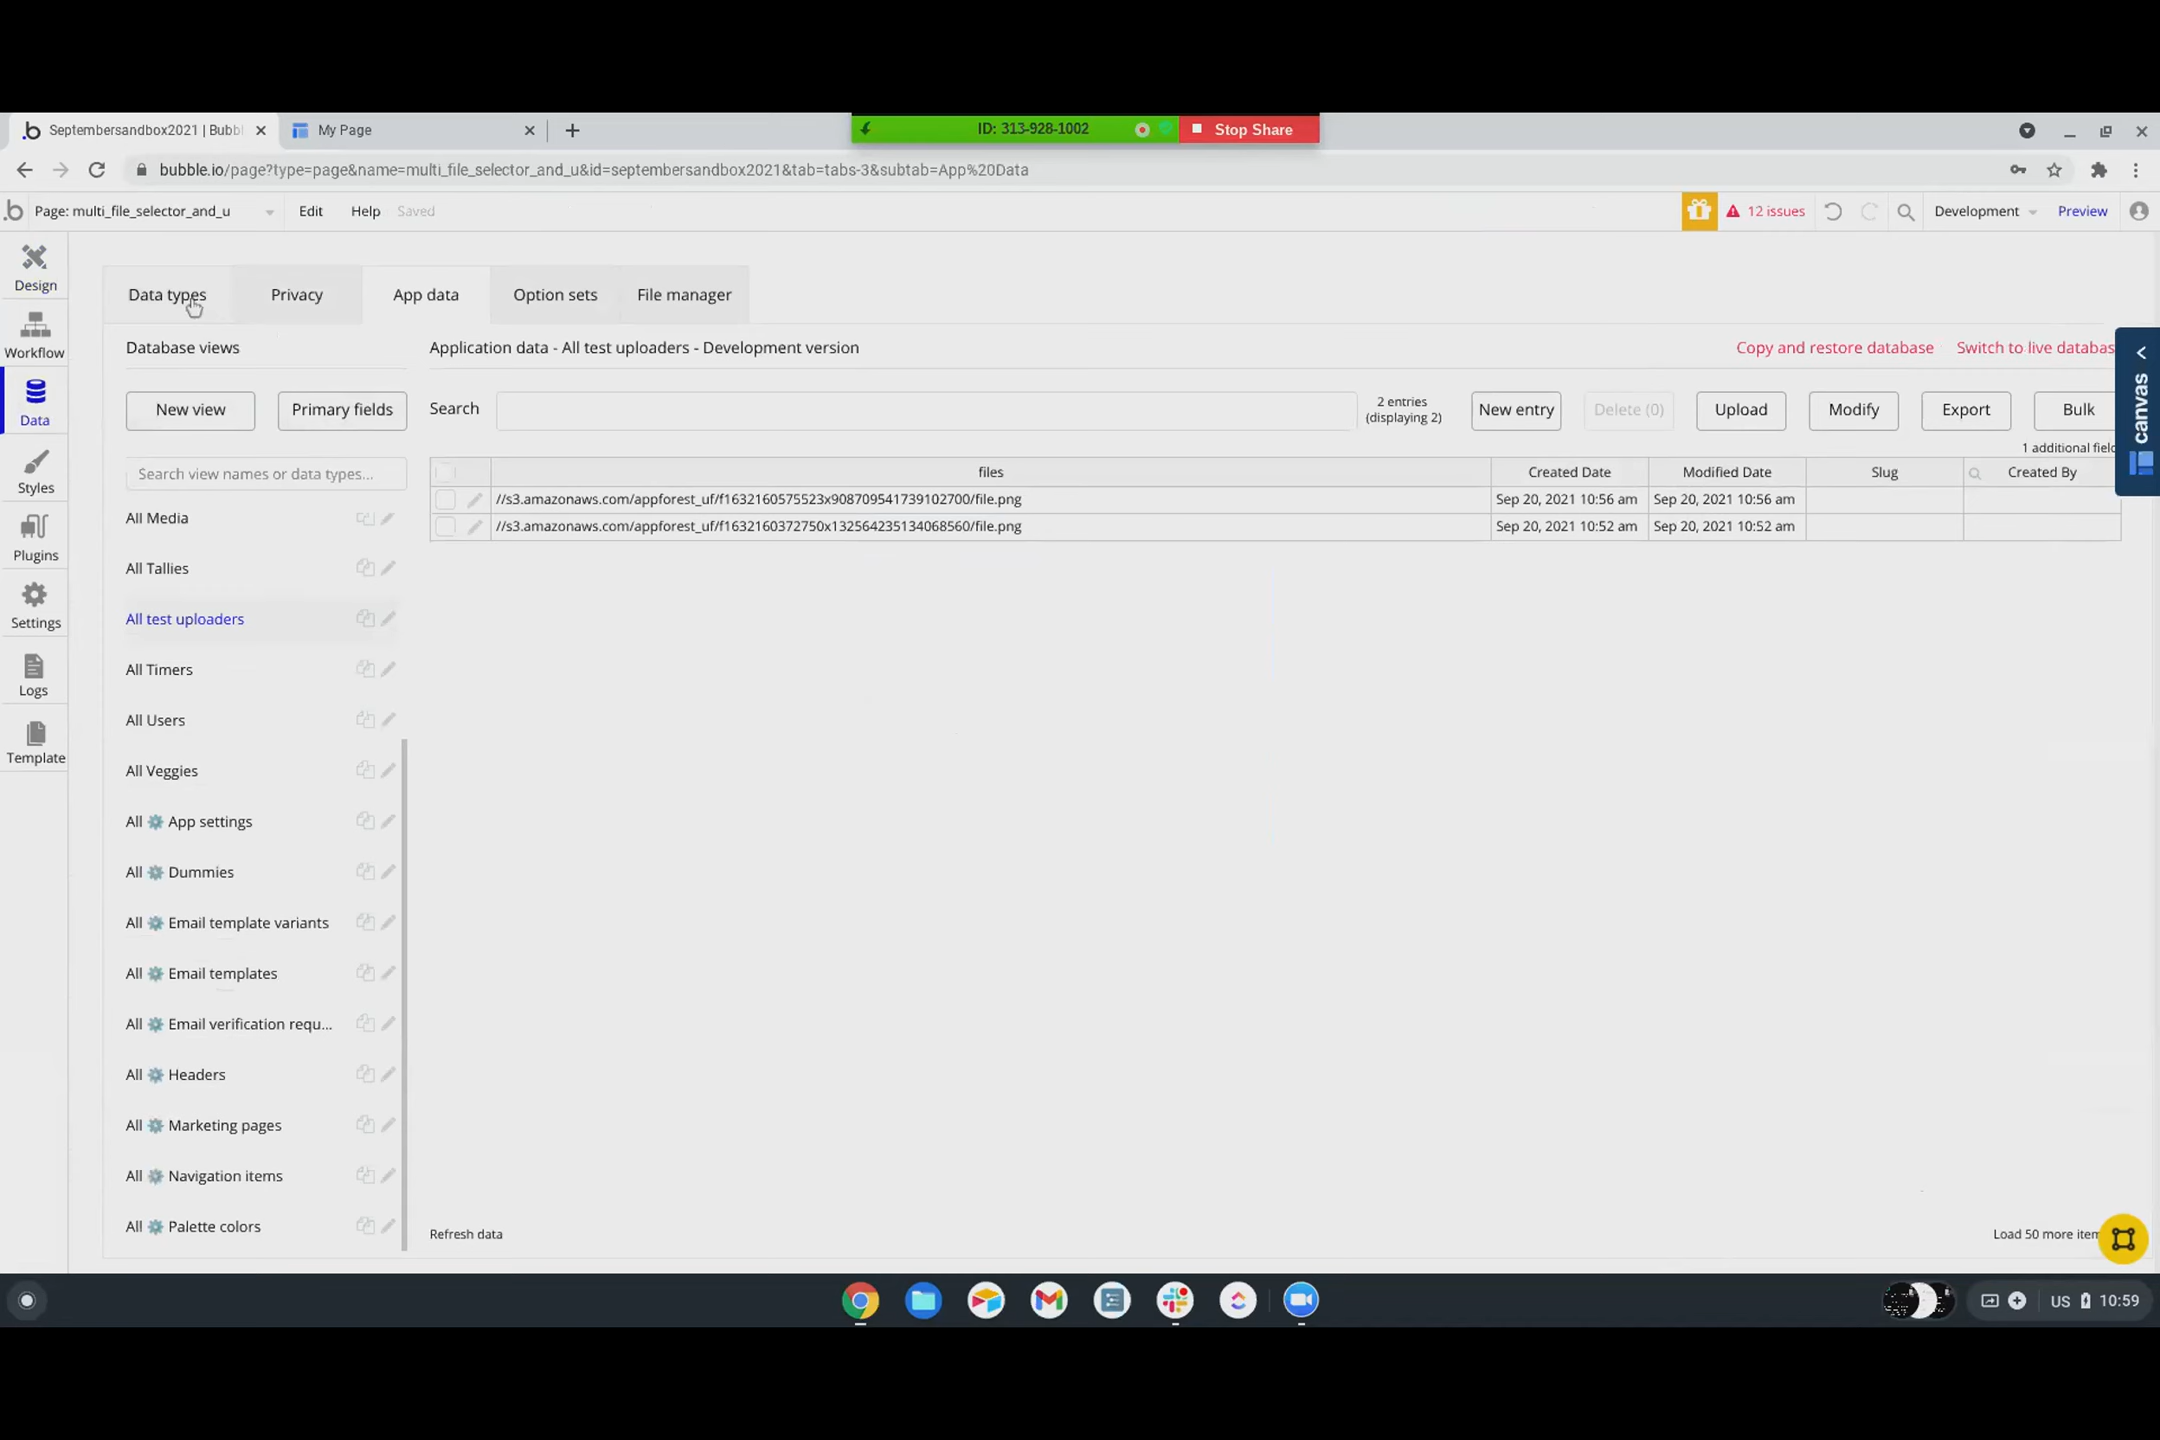 Septembersandbox2021 | Bubbl
My Page
ID: 313-928-1002
Stop Share
bubble.io/page?type=page&name=multi_file_selector_and_u&id=septembersandbox2021&tab=tabs-3&subtab=App%20Data
Page: multi_file_selector_and_u
Edit
Help
Saved
12 issues
Development
Preview
Design
Workflow
Data
Styles
Plugins
Settings
Logs
Template
Data types
Privacy
App data
Option sets
File manager
Database views
Application data - All test uploaders - Development version
Copy and restore database
Switch to live databas
New view
Primary fields
Search
2 entries
(displaying 2)
New entry
Delete (0)
Upload
Modify
Export
Bulk
1 additional field
canvas
Search view names or data types...
files
Created Date
Modified Date
Slug
Created By
//s3.amazonaws.com/appforest_uf/f1632160575523x908709541739102700/file.png
Sep 20, 2021 10:56 am
Sep 20, 2021 10:56 am
//s3.amazonaws.com/appforest_uf/f1632160372750x132564235134068560/file.png
Sep 20, 2021 10:52 am
Sep 20, 2021 10:52 am
All Media
All Tallies
All test uploaders
All Timers
All Users
All Veggies
All ⚙️ App settings
All ⚙️ Dummies
All ⚙️ Email template variants
All ⚙️ Email templates
All ⚙️ Email verification requ...
All ⚙️ Headers
All ⚙️ Marketing pages
All ⚙️ Navigation items
All ⚙️ Palette colors
Refresh data
Load 50 more item
US
10:59